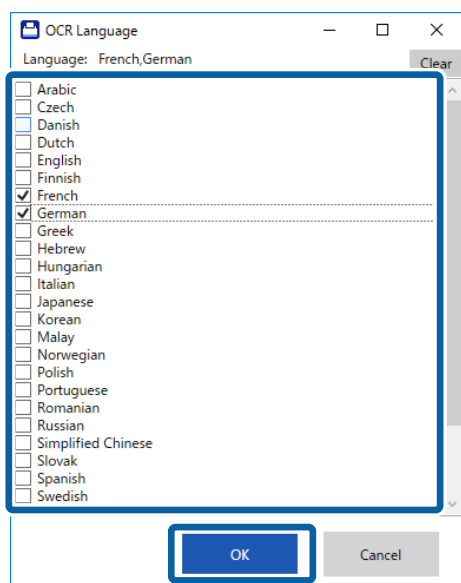 OCR Language
Language: French,German
Clear
Arabic
Czech
Danish
Dutch
English
Finnish
French
German
Greek
Hebrew
Hungarian
Italian
Japanese
Korean
Malay
Norwegian
Polish
Portuguese
Romanian
Russian
Simplified Chinese
Slovak
Spanish
Swedish
OK
Cancel